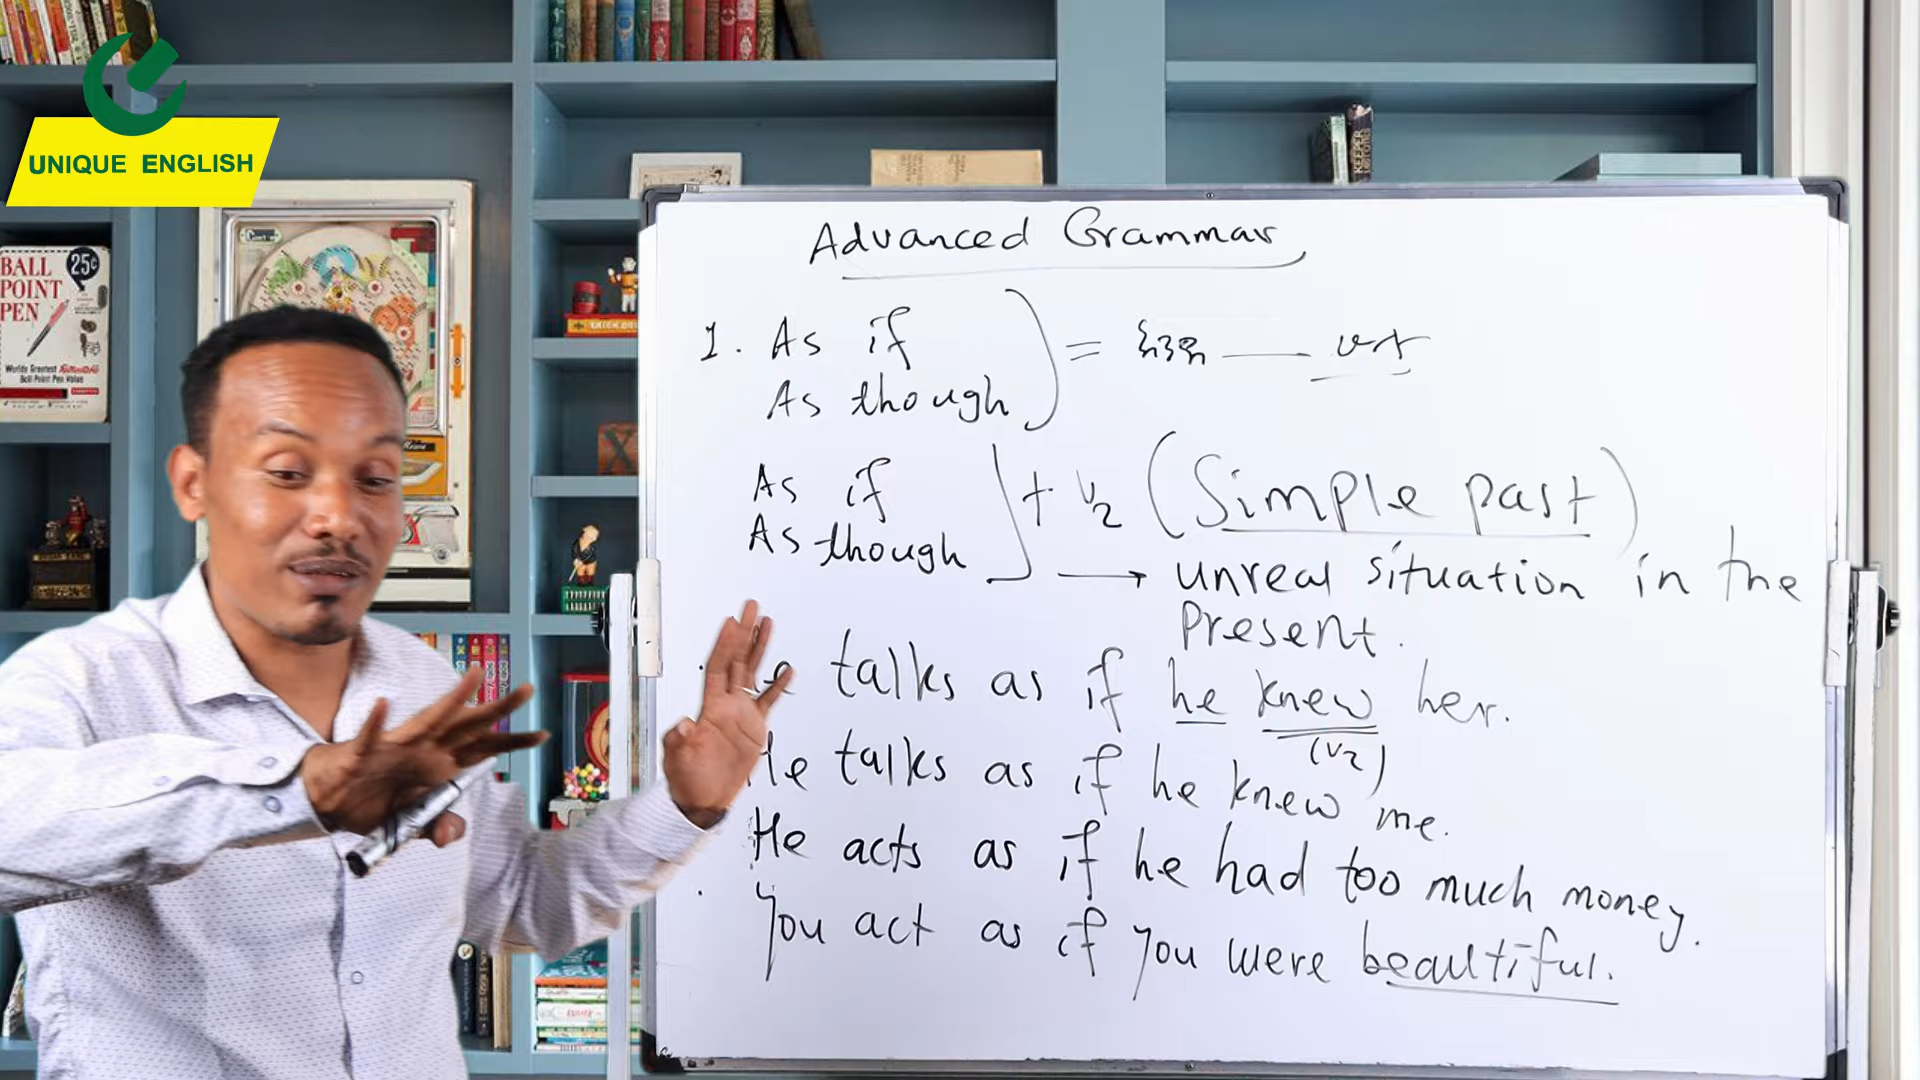 UNIQUE ENGLISH
BALL
POINT
PEN
25¢
Advanced Grammar
1. As if
As though
=
As if
As though
+ V2 (Simple past)
→ unreal situation in the
present.
talks as if he knew her.
(V2)
He talks as if he knew me.
He acts as if he had too much money.
You act as if you were beautiful.